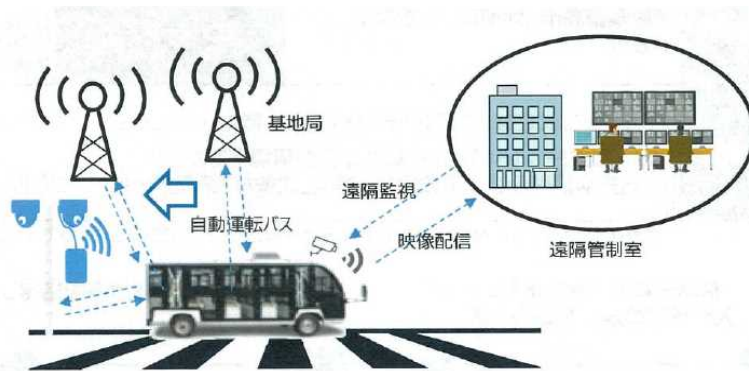 基地局
自動運転バス
遠隔監視
映像配信
遠隔管制室